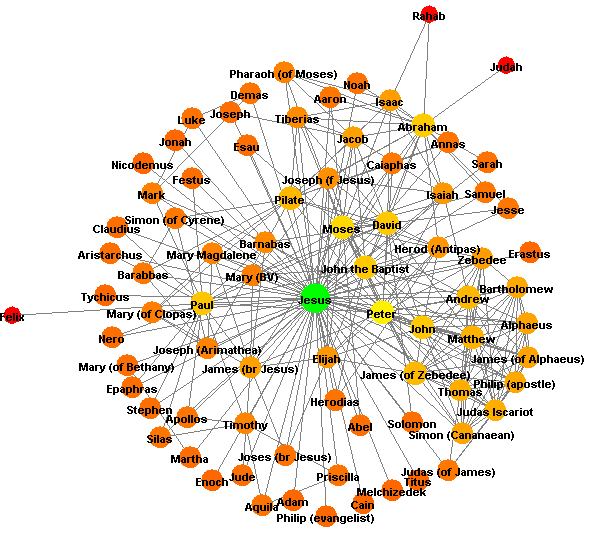 Rahab
Judah
Pharaoh (of Moses)
Noah
Demas
Aaron
Isaac
Luke
Joseph
Tiberias
Abraham
Jonah
Esau
Jacob
Annas
Nicodemus
Caiaphas
Sarah
Festus
Joseph (f Jesus)
Mark
Pilate
Isaiah
Samuel
Jesse
Simon (of Cyrene)
Claudius
Moses
David
Barnabas
Herod (Antipas)
Aristarchus
Mary Magdalene
Zebedee
Erastus
Barabbas
Mary (BV)
John the Baptist
Bartholomew
Tychicus
Paul
Jesus
Andrew
Felix
Mary (of Clopas)
Peter
Alphaeus
Nero
John
Matthew
Joseph (Arimathea)
Elijah
James (of Alphaeus)
Mary (of Bethany)
James (br Jesus)
James (of Zebedee)
Philip (apostle)
Epaphras
Thomas
Herodias
Stephen
Judas Iscariot
Apollos
Timothy
Abel
Solomon
Silas
Simon (Cananaean)
Martha
Joses (br Jesus)
Judas (of James)
Enoch
Jude
Priscilla
Titus
Melchizedek
Aquila
Adam
Cain
Philip (evangelist)